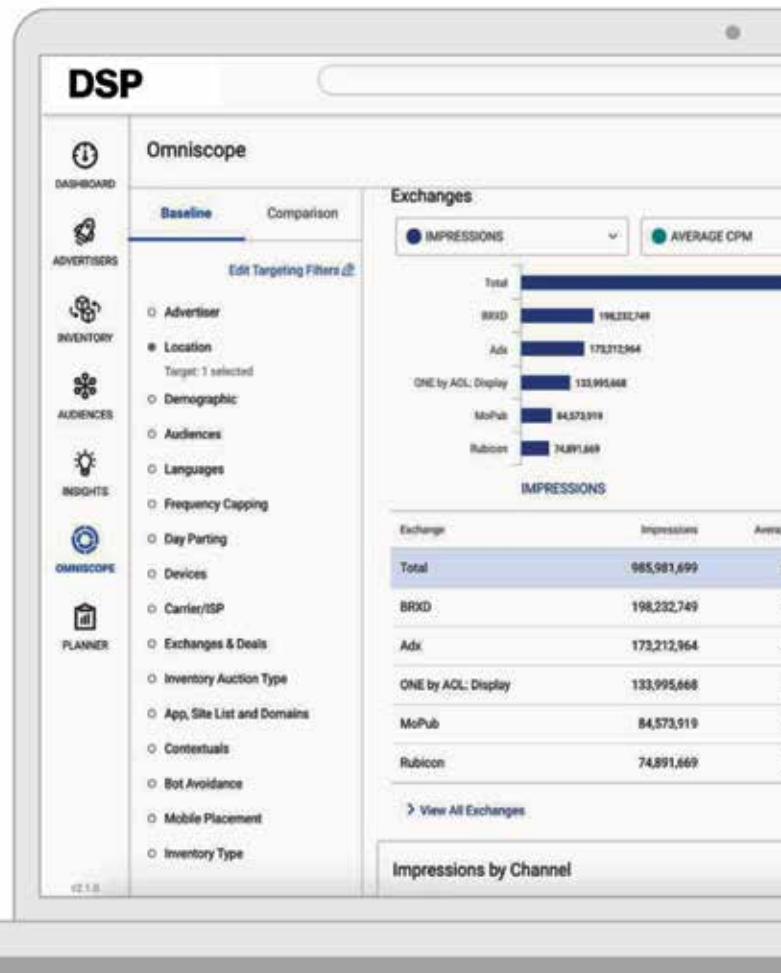 DSP
DASHBOARD
ADVERTISERS
INVENTORY
AUDIENCES
INSIGHTS
OMNISCOPE
PLANNER
v2.1.0
Omniscope
Baseline Comparison
Edit Targeting Filters
Advertiser
Location
Target: 1 selected
Demographic
Audiences
Languages
Frequency Capping
Day Parting
Devices
Carrier/ISP
Exchanges & Deals
Inventory Auction Type
App, Site List and Domains
Contextuals
Bot Avoidance
Mobile Placement
Inventory Type
Exchanges
IMPRESSIONS AVERAGE CPM
Total
BRXD 198,232,749
Adx 173,212,964
ONE by AOL: Display 133,995,668
MoPub 84,573,919
Rubicon 74,891,669
IMPRESSIONS
Exchange Impressions
Total 985,981,699
BRXD 198,232,749
Adx 173,212,964
ONE by AOL: Display 133,995,668
MoPub 84,573,919
Rubicon 74,891,669
View All Exchanges
Impressions by Channel